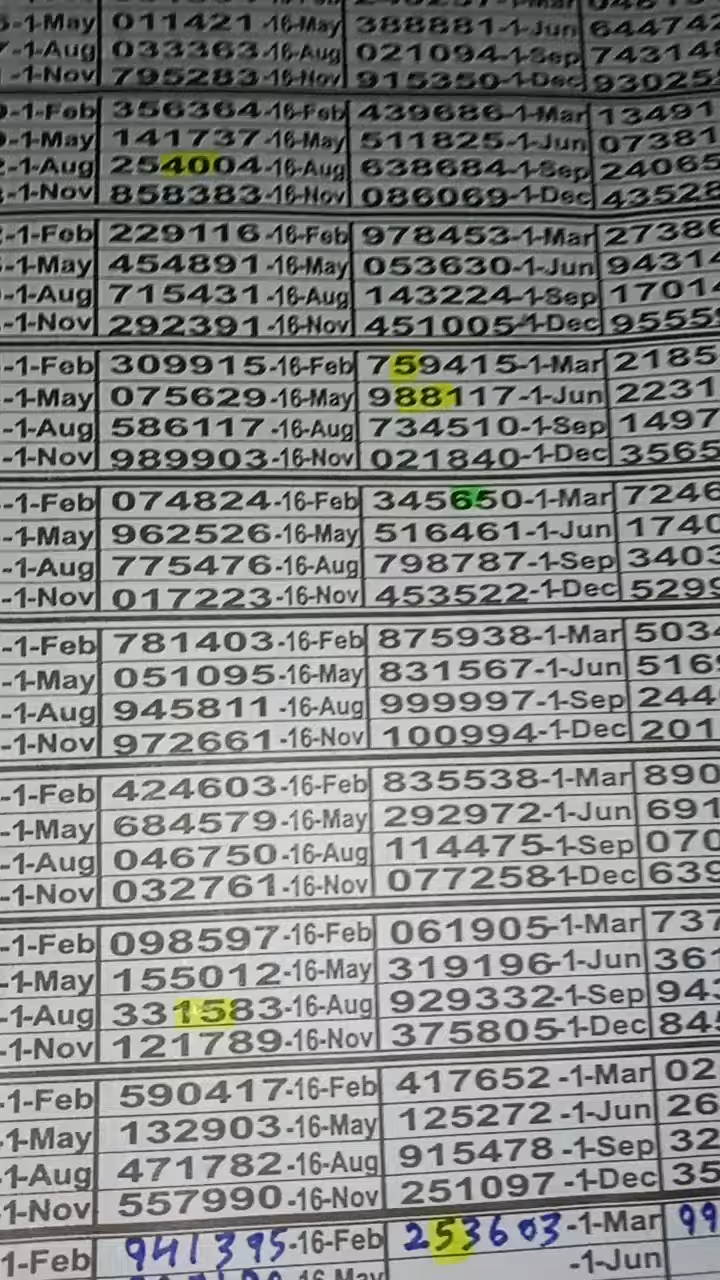 -1-May 011421-16-May 388881-1-Jun 644742
-1-Aug 033363-16-Aug 021094-1-Sep 743148
-1-Nov 795283-16-Nov 915350-1-Dec 930258
-1-Feb 356364-16-Feb 439686-1-Mar 13491
-1-May 141737-16-May 511825-1-Jun 07381
-1-Aug 254004-16-Aug 638684-1-Sep 24065
-1-Nov 858383-16-Nov 086069-1-Dec 43528
-1-Feb 229116-16-Feb 978453-1-Mar 27386
-1-May 454891-16-May 053630-1-Jun 94314
-1-Aug 715431-16-Aug 143224-1-Sep 17014
-1-Nov 292391-16-Nov 451005-1-Dec 95559
-1-Feb 309915-16-Feb 759415-1-Mar 2185
-1-May 075629-16-May 988117-1-Jun 2231
-1-Aug 586117-16-Aug 734510-1-Sep 1497
-1-Nov 989903-16-Nov 021840-1-Dec 3565
-1-Feb 074824-16-Feb 345650-1-Mar 7246
-1-May 962526-16-May 516461-1-Jun 1740
-1-Aug 775476-16-Aug 798787-1-Sep 3403
-1-Nov 017223-16-Nov 453522-1-Dec 5299
-1-Feb 781403-16-Feb 875938-1-Mar 503
-1-May 051095-16-May 831567-1-Jun 516
-1-Aug 945811-16-Aug 999997-1-Sep 244
-1-Nov 972661-16-Nov 100994-1-Dec 201
-1-Feb 424603-16-Feb 835538-1-Mar 890
-1-May 684579-16-May 292972-1-Jun 691
-1-Aug 046750-16-Aug 114475-1-Sep 070
-1-Nov 032761-16-Nov 077258-1-Dec 639
-1-Feb 098597-16-Feb 061905-1-Mar 737
-1-May 155012-16-May 319196-1-Jun 361
-1-Aug 331583-16-Aug 929332-1-Sep 943
-1-Nov 121789-16-Nov 375805-1-Dec 845
-1-Feb 590417-16-Feb 417652-1-Mar 02
-1-May 132903-16-May 125272-1-Jun 26
-1-Aug 471782-16-Aug 915478-1-Sep 32
-1-Nov 557990-16-Nov 251097-1-Dec 35
1-Feb 941395-16-Feb 253603-1-Mar 99
-1-Jun